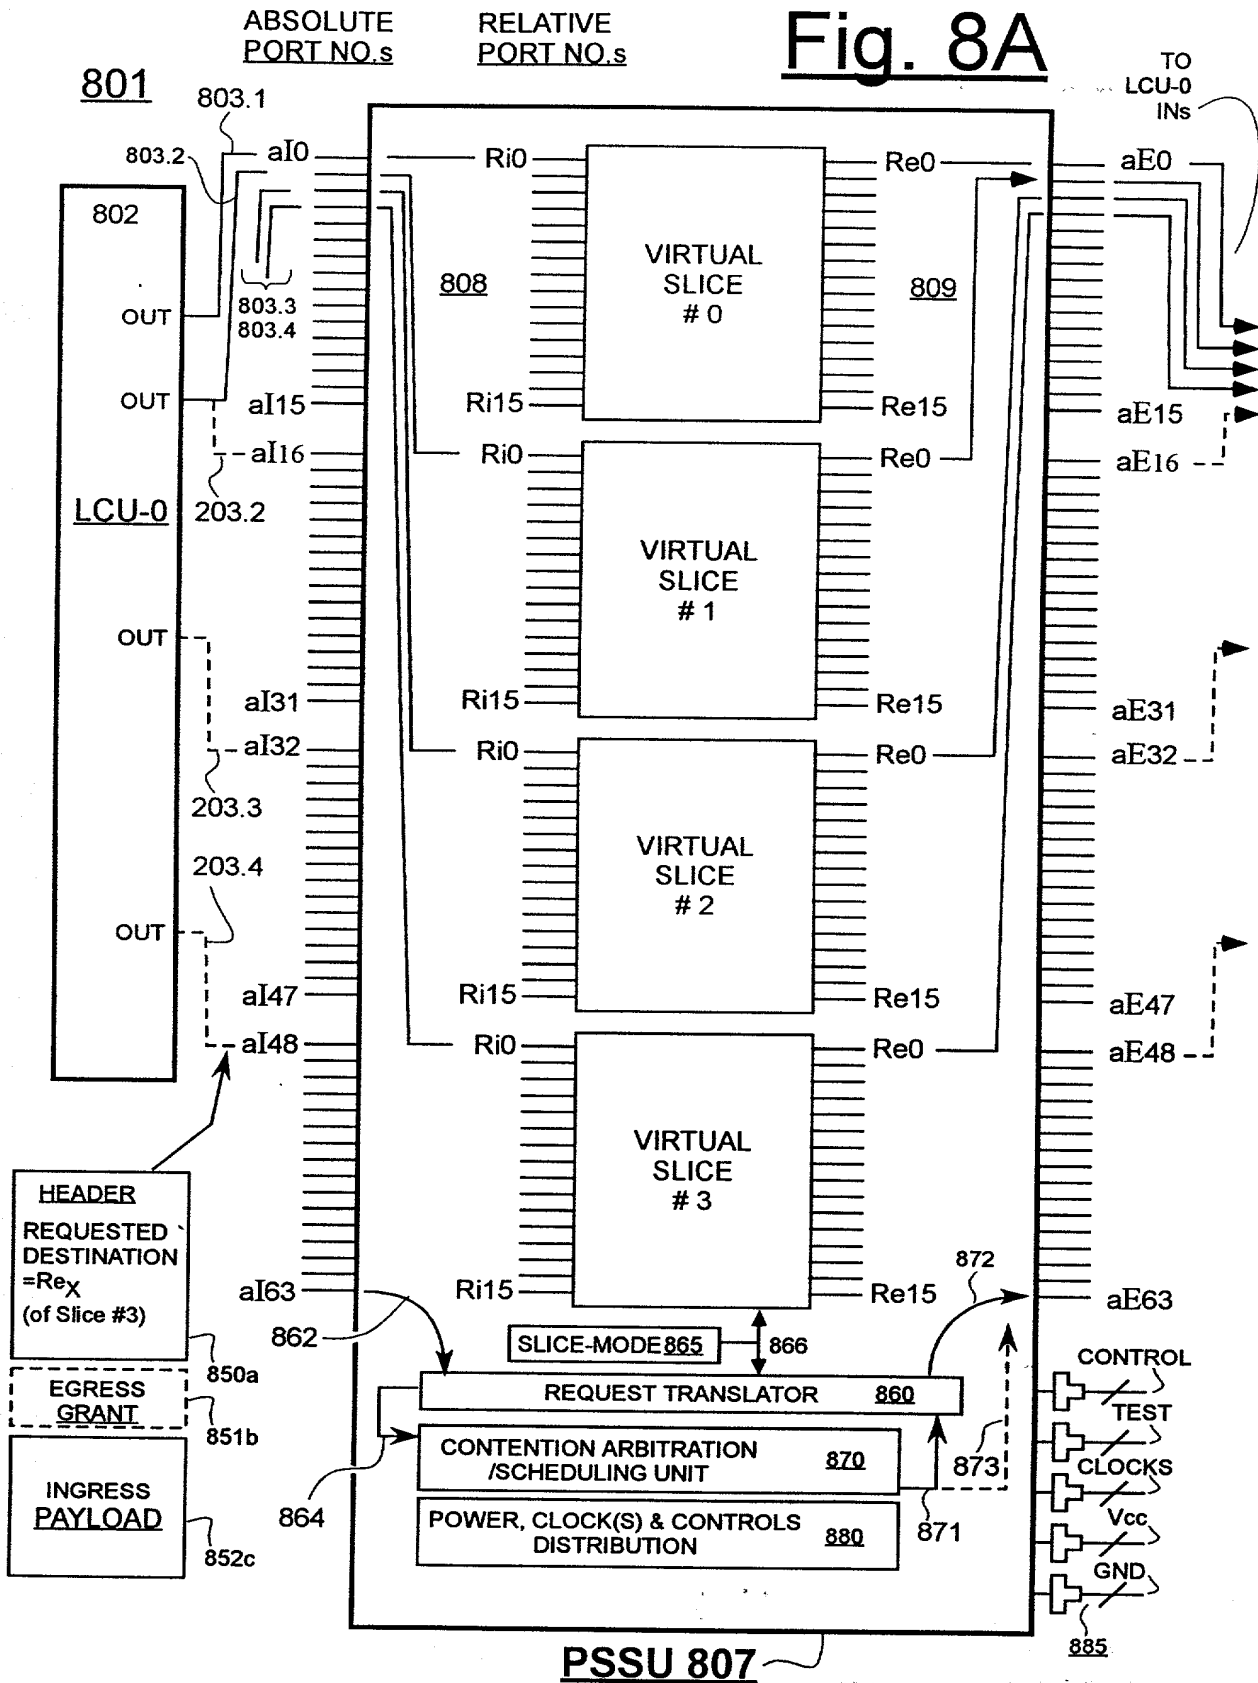 ABSOLUTE
PORT NO.s
RELATIVE
PORT NO.s
Fig. 8A
TO
LCU-0
INs
801
803.1
803.2
aI0
Ri0
Re0
aE0
802
VIRTUAL
SLICE
# 0
808
809
OUT
803.3
803.4
OUT
aI15
Ri15
Re15
aE15
aI16
Ri0
Re0
aE16
203.2
LCU-0
VIRTUAL
SLICE
# 1
OUT
aI31
Ri15
Re15
aE31
aI32
Ri0
Re0
aE32
203.3
VIRTUAL
SLICE
# 2
203.4
OUT
aI47
Ri15
Re15
aE47
aI48
Ri0
Re0
aE48
VIRTUAL
SLICE
# 3
HEADER
REQUESTED
DESTINATION
=ReX
(of Slice #3)
850a
aI63
Ri15
Re15
aE63
862
872
SLICE-MODE 865
866
REQUEST TRANSLATOR 860
EGRESS
GRANT
851b
CONTENTION ARBITRATION
/SCHEDULING UNIT
870
864
871
873
INGRESS
PAYLOAD
852c
POWER, CLOCK(S) & CONTROLS
DISTRIBUTION
880
CONTROL
TEST
CLOCKS
Vcc
GND
885
PSSU 807